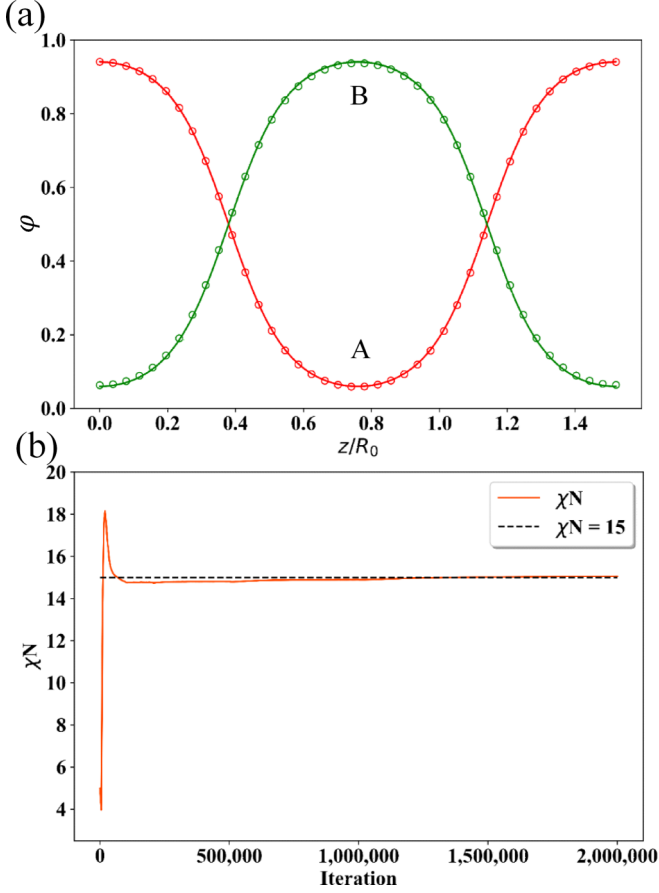 (a)
1.0
0.8
0.6
0.4
0.2
0.0
φ
B
A
0.0 0.2 0.4 0.6 0.8 1.0 1.2 1.4
z/R₀
(b)
20
18
16
14
12
10
8
6
4
χN
χN
χN = 15
0 500,000 1,000,000 1,500,000 2,000,000
Iteration